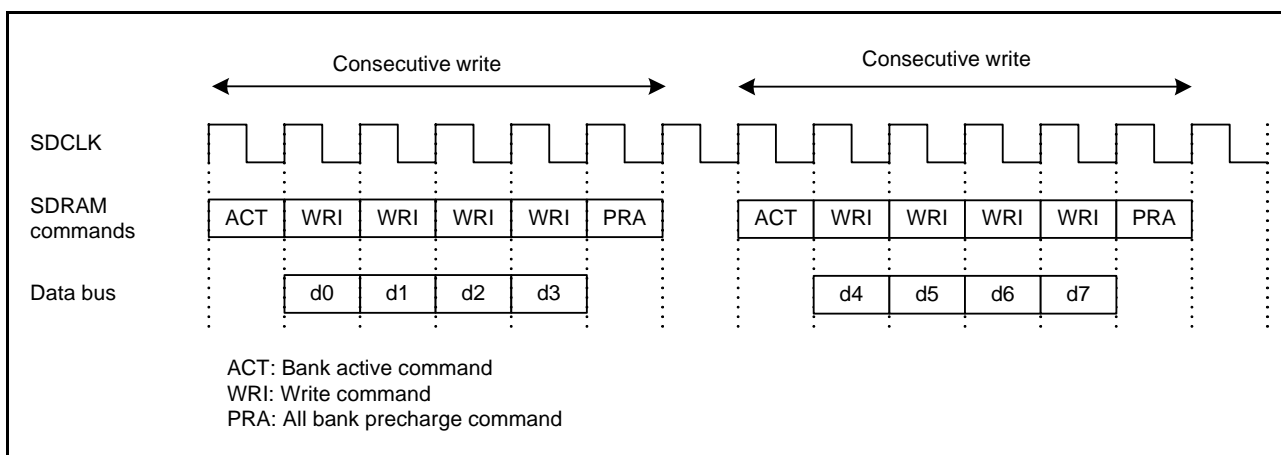 Consecutive write Consecutive write
SDCLK
SDRAM commands ACT WRI WRI WRI WRI PRA ACT WRI WRI WRI WRI PRA
Data bus d0 d1 d2 d3 d4 d5 d6 d7
ACT: Bank active command
WRI: Write command
PRA: All bank precharge command